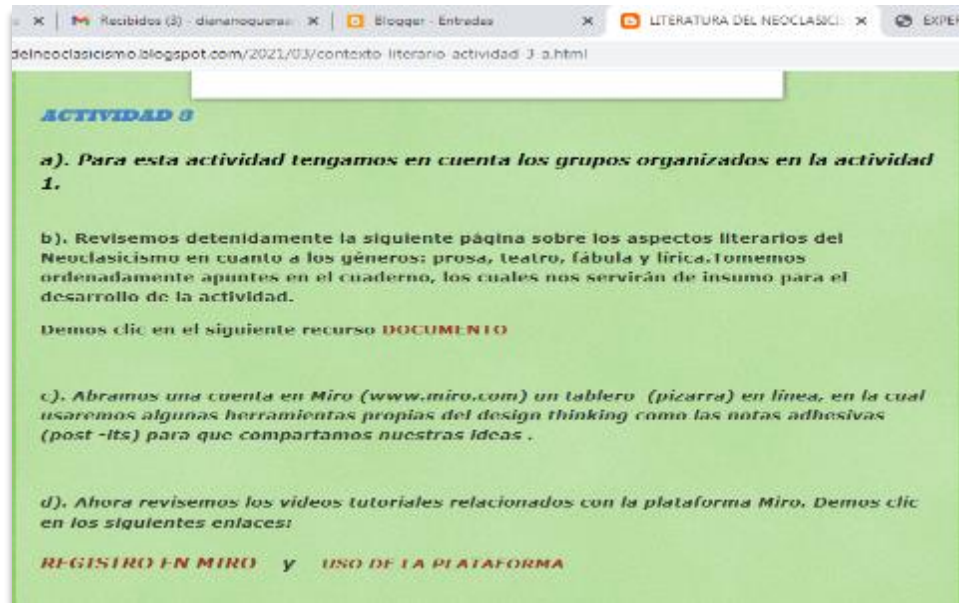 Recibidos (3) - diananoguera
Blogger - Entradas
LITERATURA DEL NEOCLASICI
EXPER
delneoclasicismo.blogspot.com/2021/03/contexto-literario-actividad-3-a.html
ACTIVIDAD 3
a). Para esta actividad tengamos en cuenta los grupos organizados en la actividad
1.
b). Revisemos detenidamente la siguiente página sobre los aspectos literarios del
Neoclasicismo en cuanto a los géneros: prosa, teatro, fábula y lírica.Tomemos
ordenadamente apuntes en el cuaderno, los cuales nos servirán de insumo para el
desarrollo de la actividad.
Demos clic en el siguiente recurso DOCUMENTO
c). Abramos una cuenta en Miro (www.miro.com) un tablero (pizarra) en línea, en la cual
usaremos algunas herramientas propias del design thinking como las notas adhesivas
(post -its) para que compartamos nuestras ideas .
d). Ahora revisemos los videos tutoriales relacionados con la plataforma Miro. Demos clic
en los siguientes enlaces:
REGISTRO EN MIRO y USO DE LA PLATAFORMA